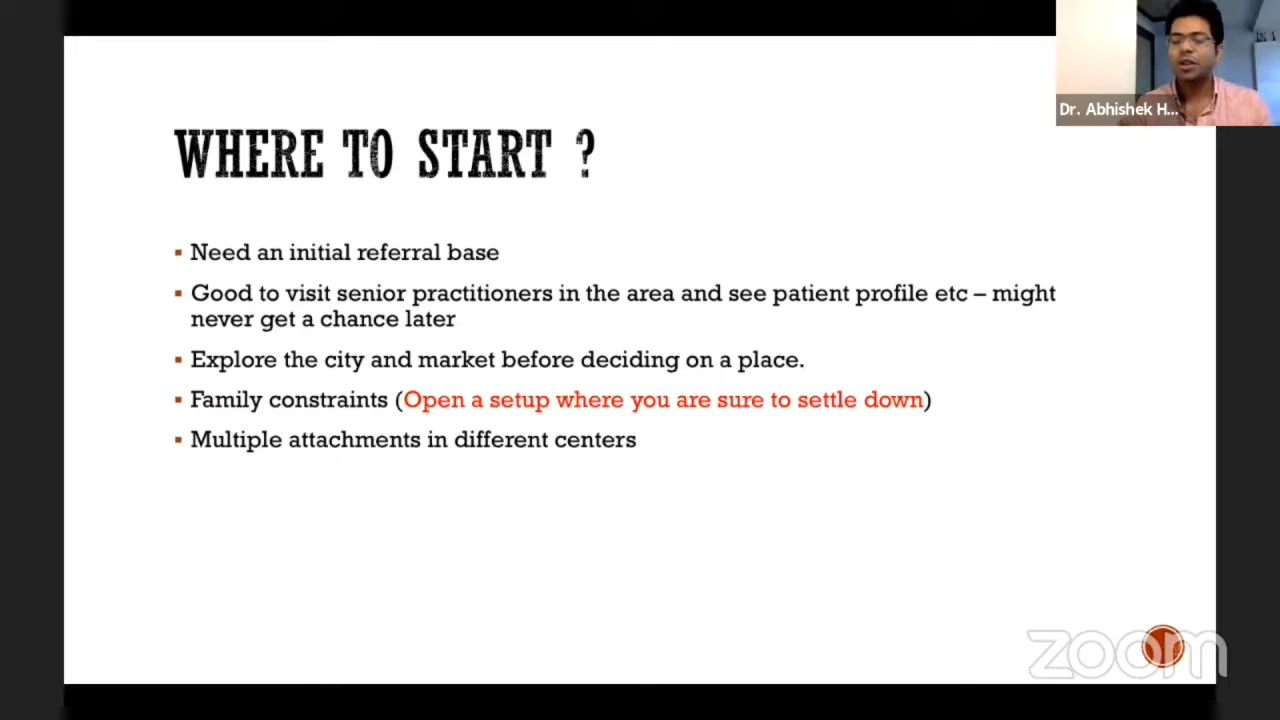 Dr. Abhishek H...
WHERE TO START ?
▪ Need an initial referral base
▪ Good to visit senior practitioners in the area and see patient profile etc – might
never get a chance later
▪ Explore the city and market before deciding on a place.
▪ Family constraints (Open a setup where you are sure to settle down)
▪ Multiple attachments in different centers
zoom